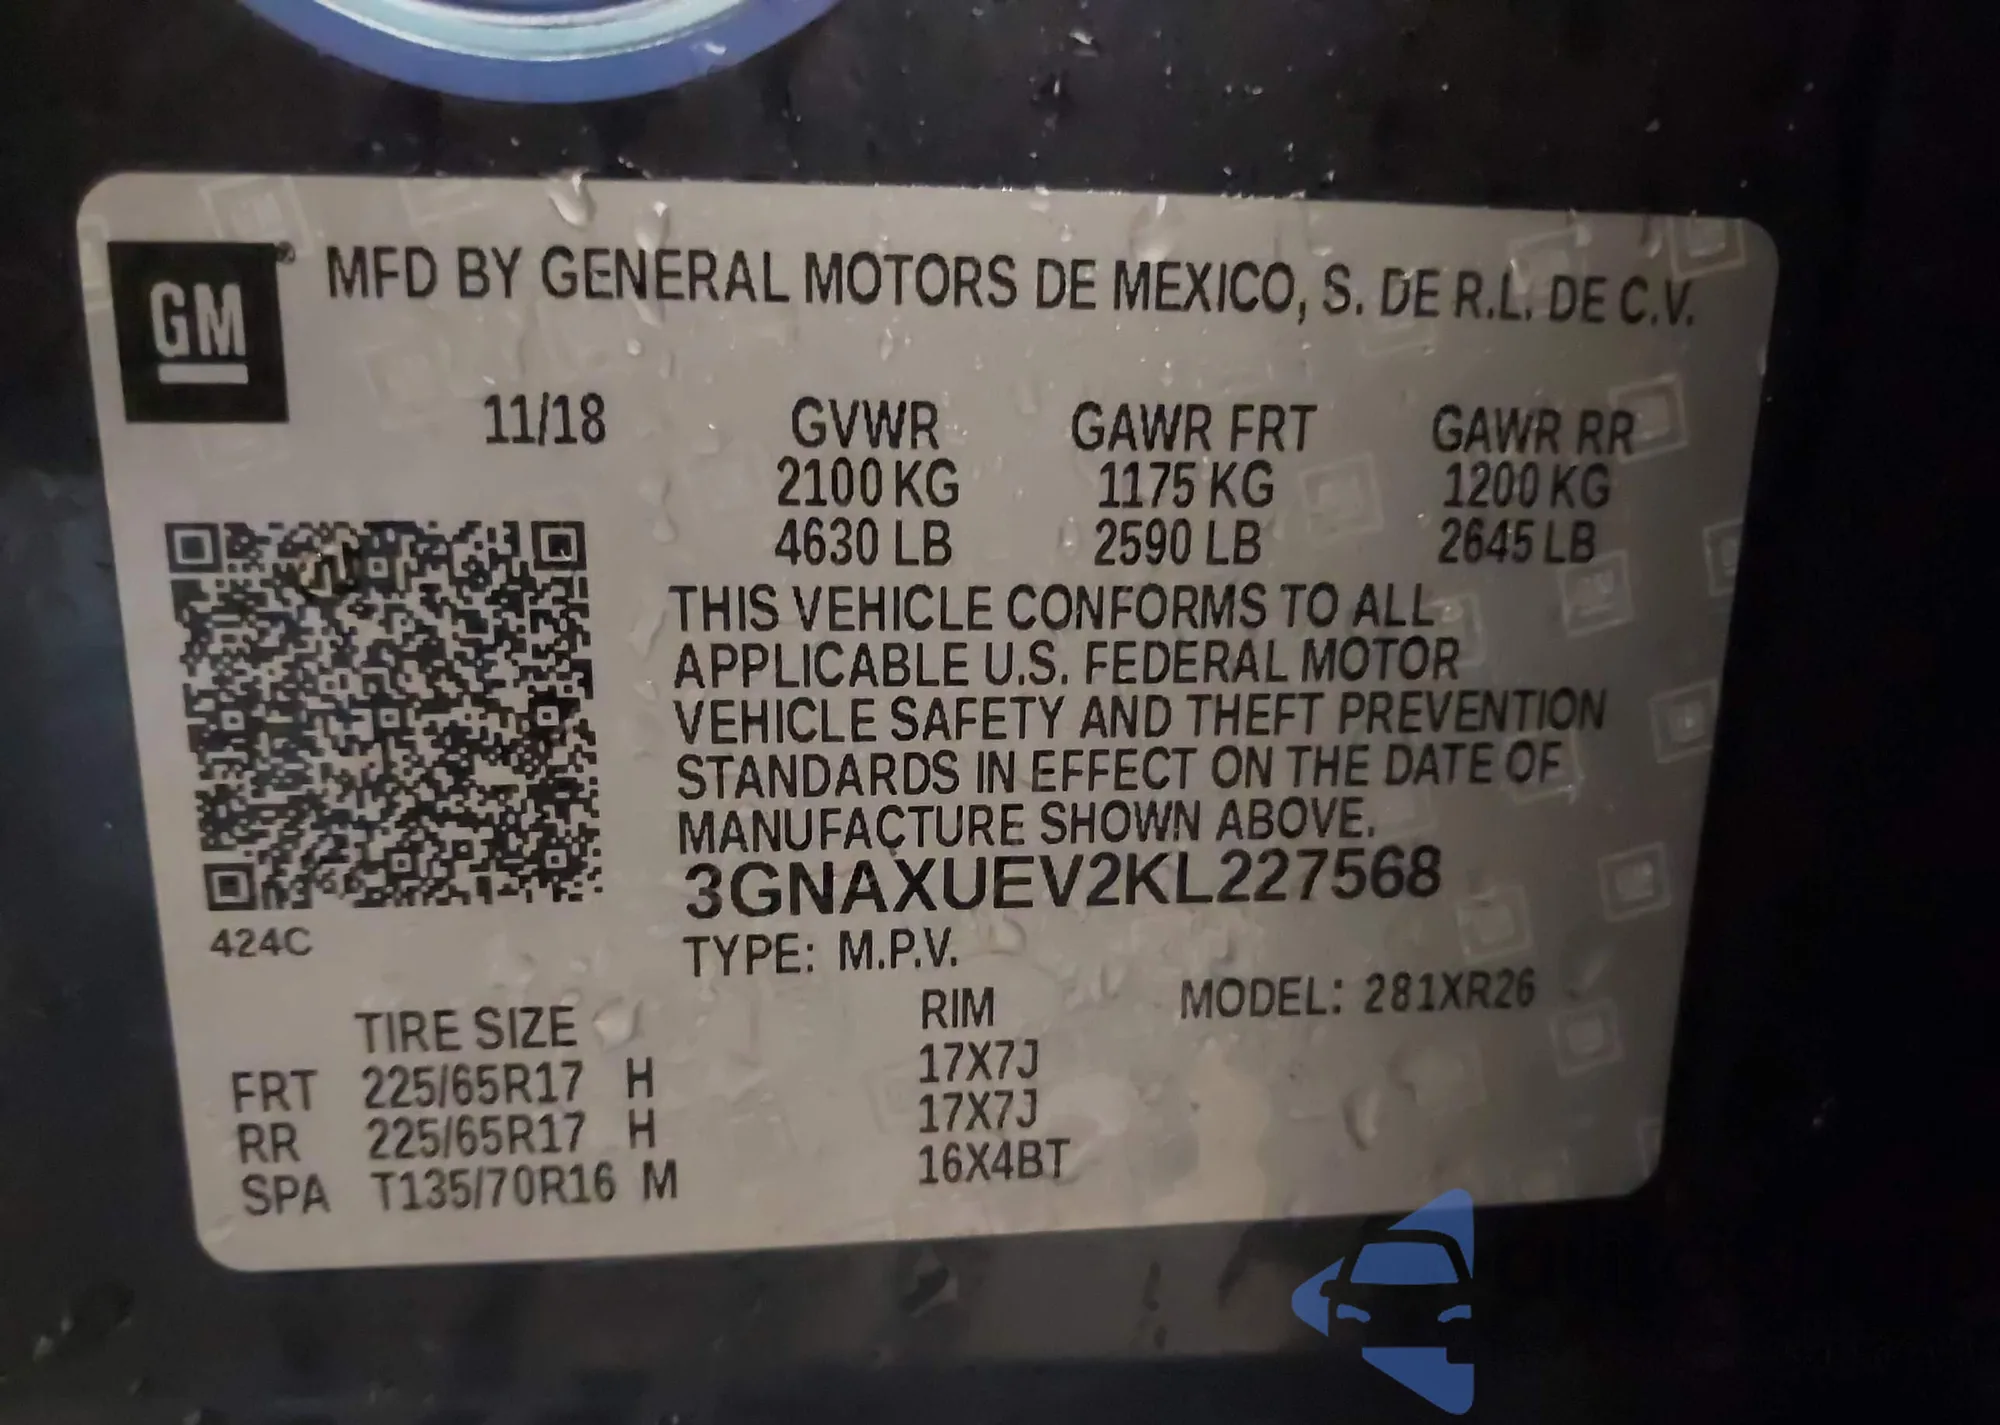 GM ® MFD BY GENERAL MOTORS DE MEXICO, S. DE R.L. DE C.V.
11/18 GVWR GAWR FRT GAWR RR
2100 KG 1175 KG 1200 KG
4630 LB 2590 LB 2645 LB
THIS VEHICLE CONFORMS TO ALL
APPLICABLE U.S. FEDERAL MOTOR
VEHICLE SAFETY AND THEFT PREVENTION
STANDARDS IN EFFECT ON THE DATE OF
MANUFACTURE SHOWN ABOVE.
3GNAXUEV2KL227568
424C
TYPE: M.P.V.
MODEL: 281XR26
TIRE SIZE RIM
FRT 225/65R17 H 17X7J
RR 225/65R17 H 17X7J
SPA T135/70R16 M 16X4BT